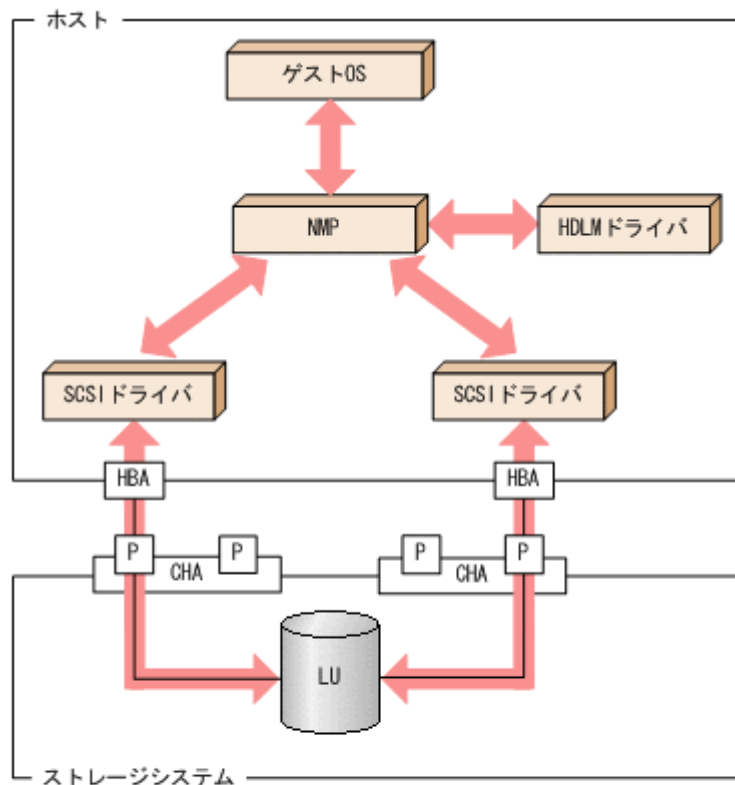 ホスト
ゲストOS
NMP
HDLMドライバ
SCSIドライバ
SCSIドライバ
HBA
HBA
P
P
P
P
CHA
CHA
LU
ストレージシステム